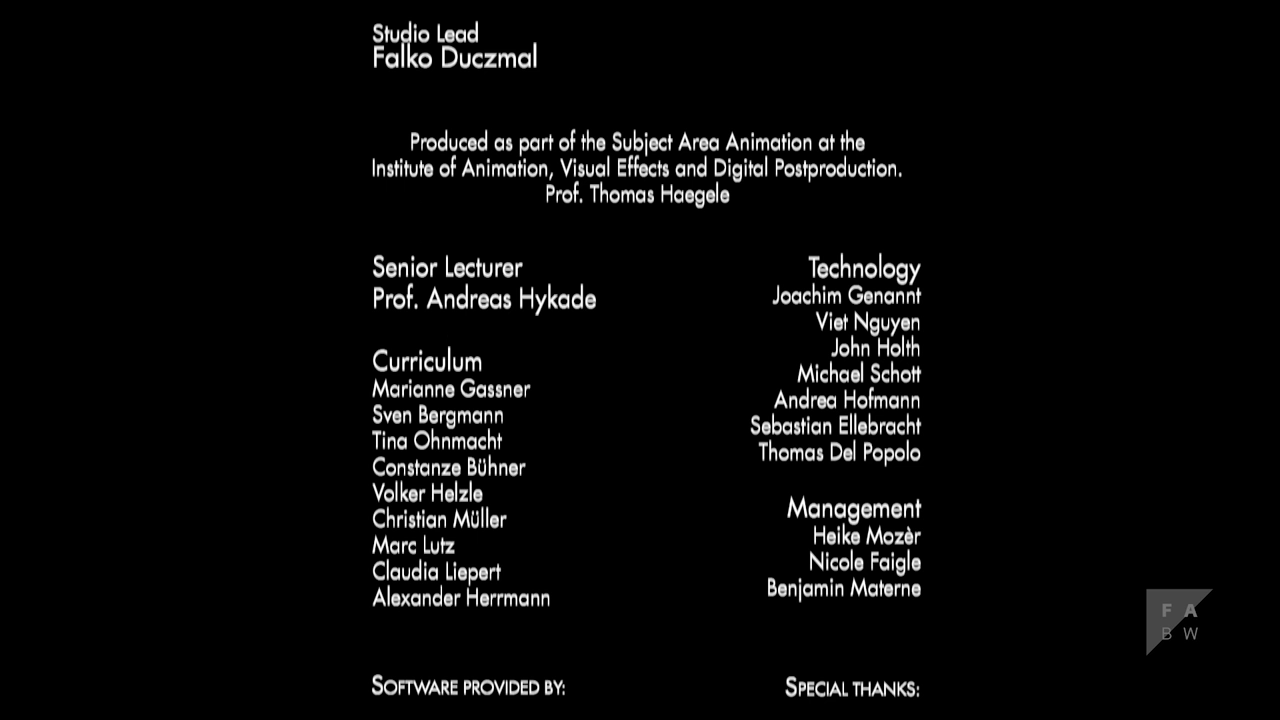 Studio Lead
Falko Duczmal
Produced as part of the Subject Area Animation at the
Institute of Animation, Visual Effects and Digital Postproduction.
Prof. Thomas Haegele
Senior Lecturer
Prof. Andreas Hykade
Curriculum
Marianne Gassner
Sven Bergmann
Tina Ohnmacht
Constanze Bühner
Volker Helzle
Christian Müller
Marc Lutz
Claudia Liepert
Alexander Herrmann
Technology
Joachim Genannt
Viet Nguyen
John Holth
Michael Schott
Andrea Hofmann
Sebastian Ellebracht
Thomas Del Popolo
Management
Heike Mozèr
Nicole Faigle
Benjamin Materne
F A
B W
SOFTWARE PROVIDED BY:
SPECIAL THANKS: